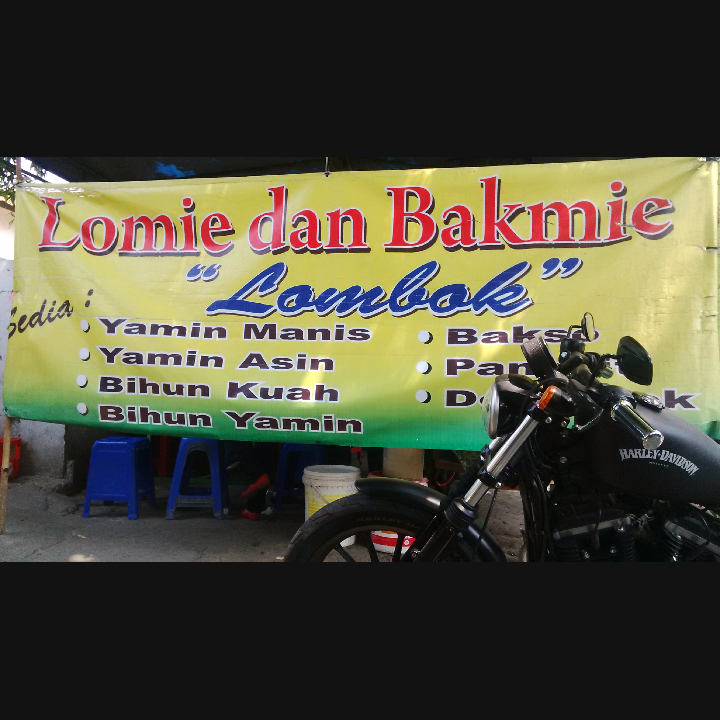 Lomie dan Bakmie
"Lombok"
Sedia :
Yamin Manis
Yamin Asin
Bihun Kuah
Bihun Yamin
HARLEY-DAVIDSON